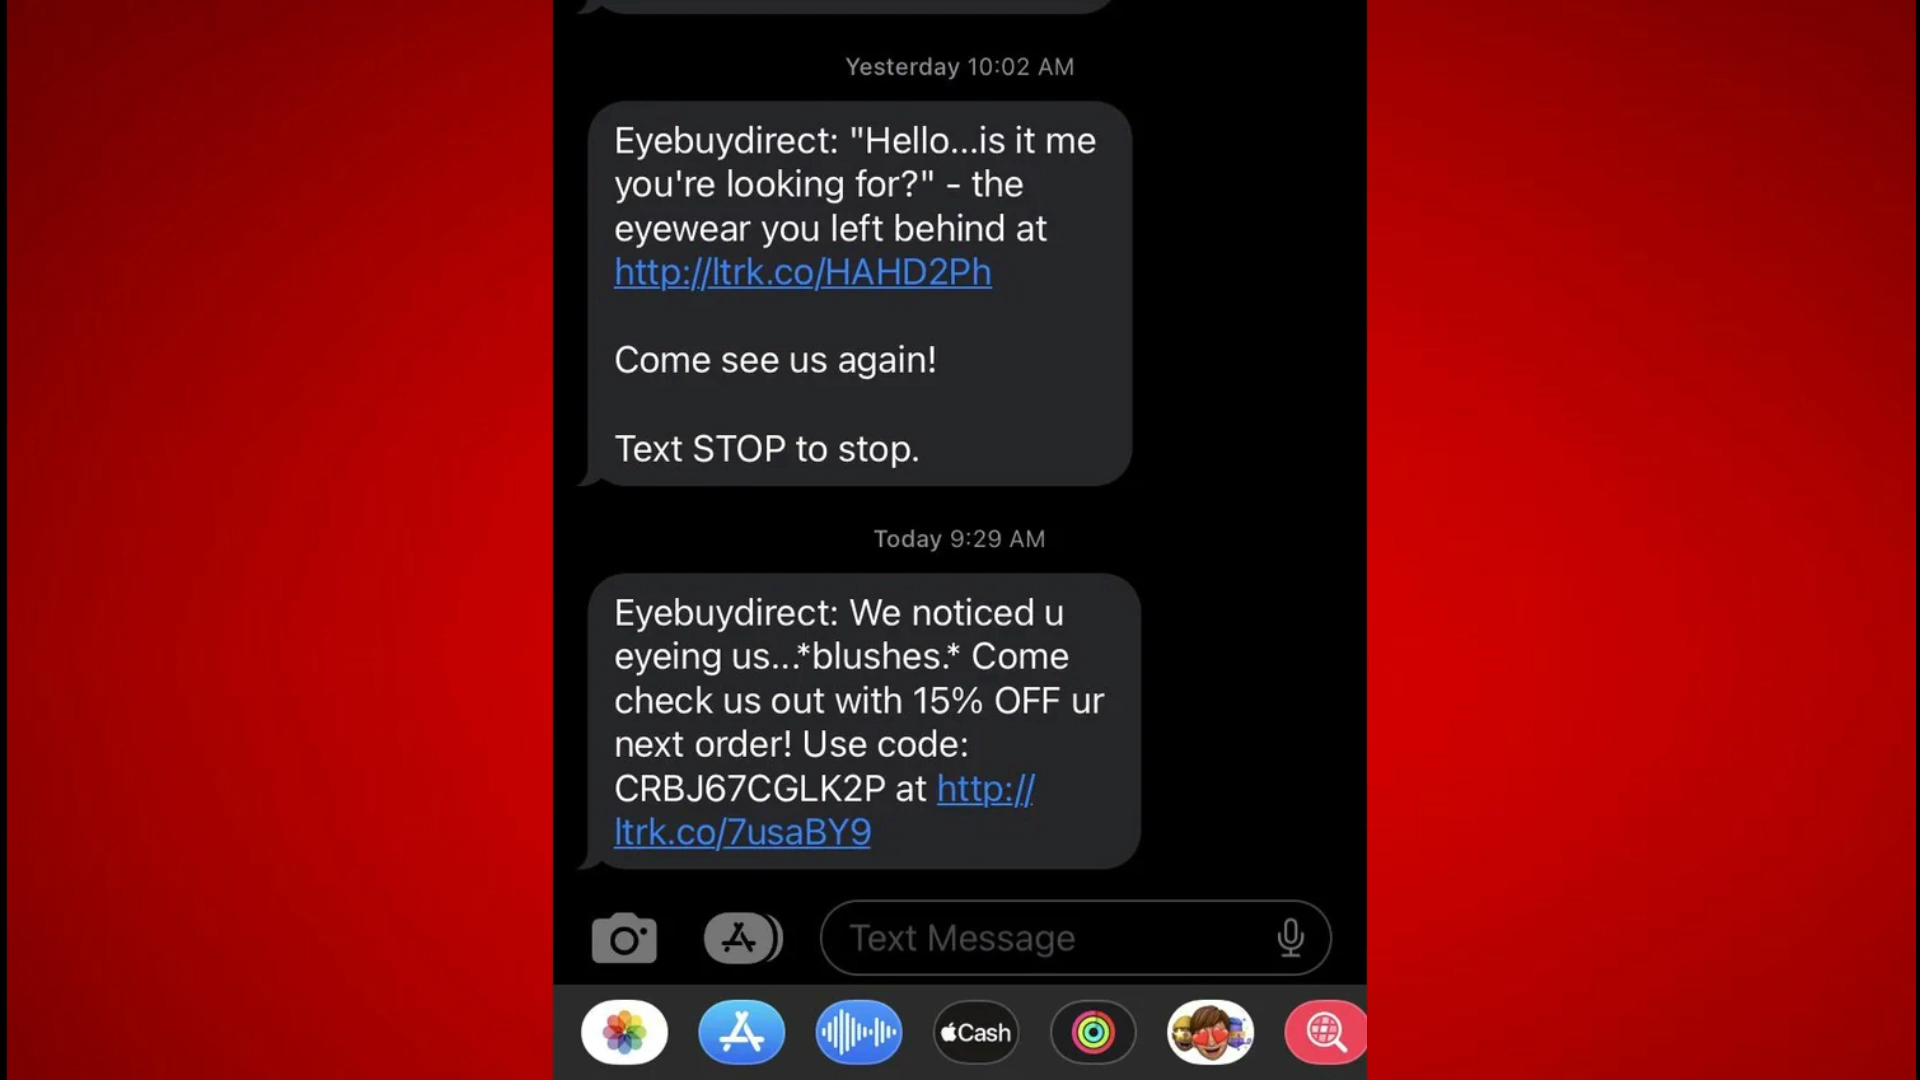 Yesterday 10:02 AM
Eyebuydirect: "Hello...is it me
you're looking for?" - the
eyewear you left behind at
http://ltrk.co/HAHD2Ph
Come see us again!
Text STOP to stop.
Today 9:29 AM
Eyebuydirect: We noticed u
eyeing us...*blushes.* Come
check us out with 15% OFF ur
next order! Use code:
CRBJ67CGLK2P at http://
ltrk.co/7usaBY9
Text Message
Cash